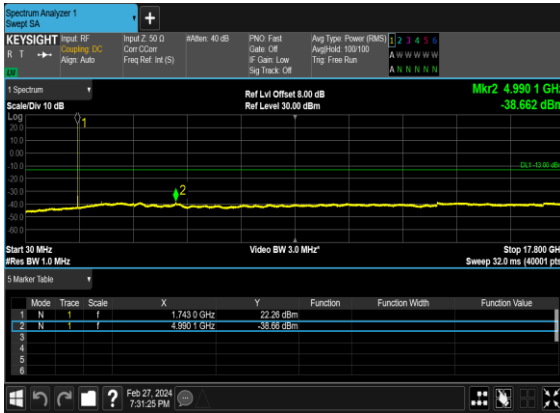 Spectrum Analyzer 1
Swept SA
+
KEYSIGHT Input: RF Input Z: 50 Ω #Atten: 40 dB PNO: Fast Avg Type: Power (RMS) 1 2 3 4 5 6
R T Coupling: DC Corr CCorr Gate: Off Avg|Hold: 100/100 A W W W W W
Align: Auto Freq Ref: Int (S) IF Gain: Low Trig: Free Run
Sig Track: Off A N N N N N
1 Spectrum
Ref Lvl Offset 8.00 dB Mkr2 4.990 1 GHz
Scale/Div 10 dB Ref Level 30.00 dBm -38.662 dBm
Log
1
20.0
10.0
0.00
-10.0
DL1 -13.00 dBm
-20.0
-30.0
2
-40.0
-50.0
-60.0
Start 30 MHz Video BW 3.0 MHz* Stop 17.800 GH
#Res BW 1.0 MHz Sweep 32.0 ms (40001 pts
5 Marker Table
Mode Trace Scale X Y Function Function Width Function Value
1 N 1 f 1.743 0 GHz 22.26 dBm
2 N 1 f 4.990 1 GHz -38.66 dBm
3
4
5
6
? Feb 27, 2024
7:31:25 PM